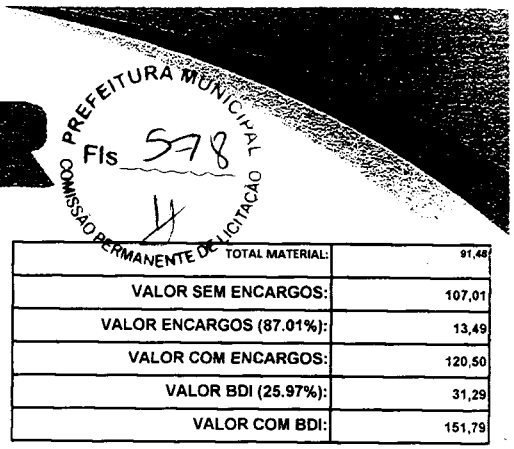 PREFEITURA MUNICIPAL
Fls 578
COMISSÃO PERMANENTE DE LICITAÇÃO
TOTAL MATERIAL: 91,48
VALOR SEM ENCARGOS: 107,01
VALOR ENCARGOS (87.01%): 13,49
VALOR COM ENCARGOS: 120,50
VALOR BDI (25.97%): 31,29
VALOR COM BDI: 151,79